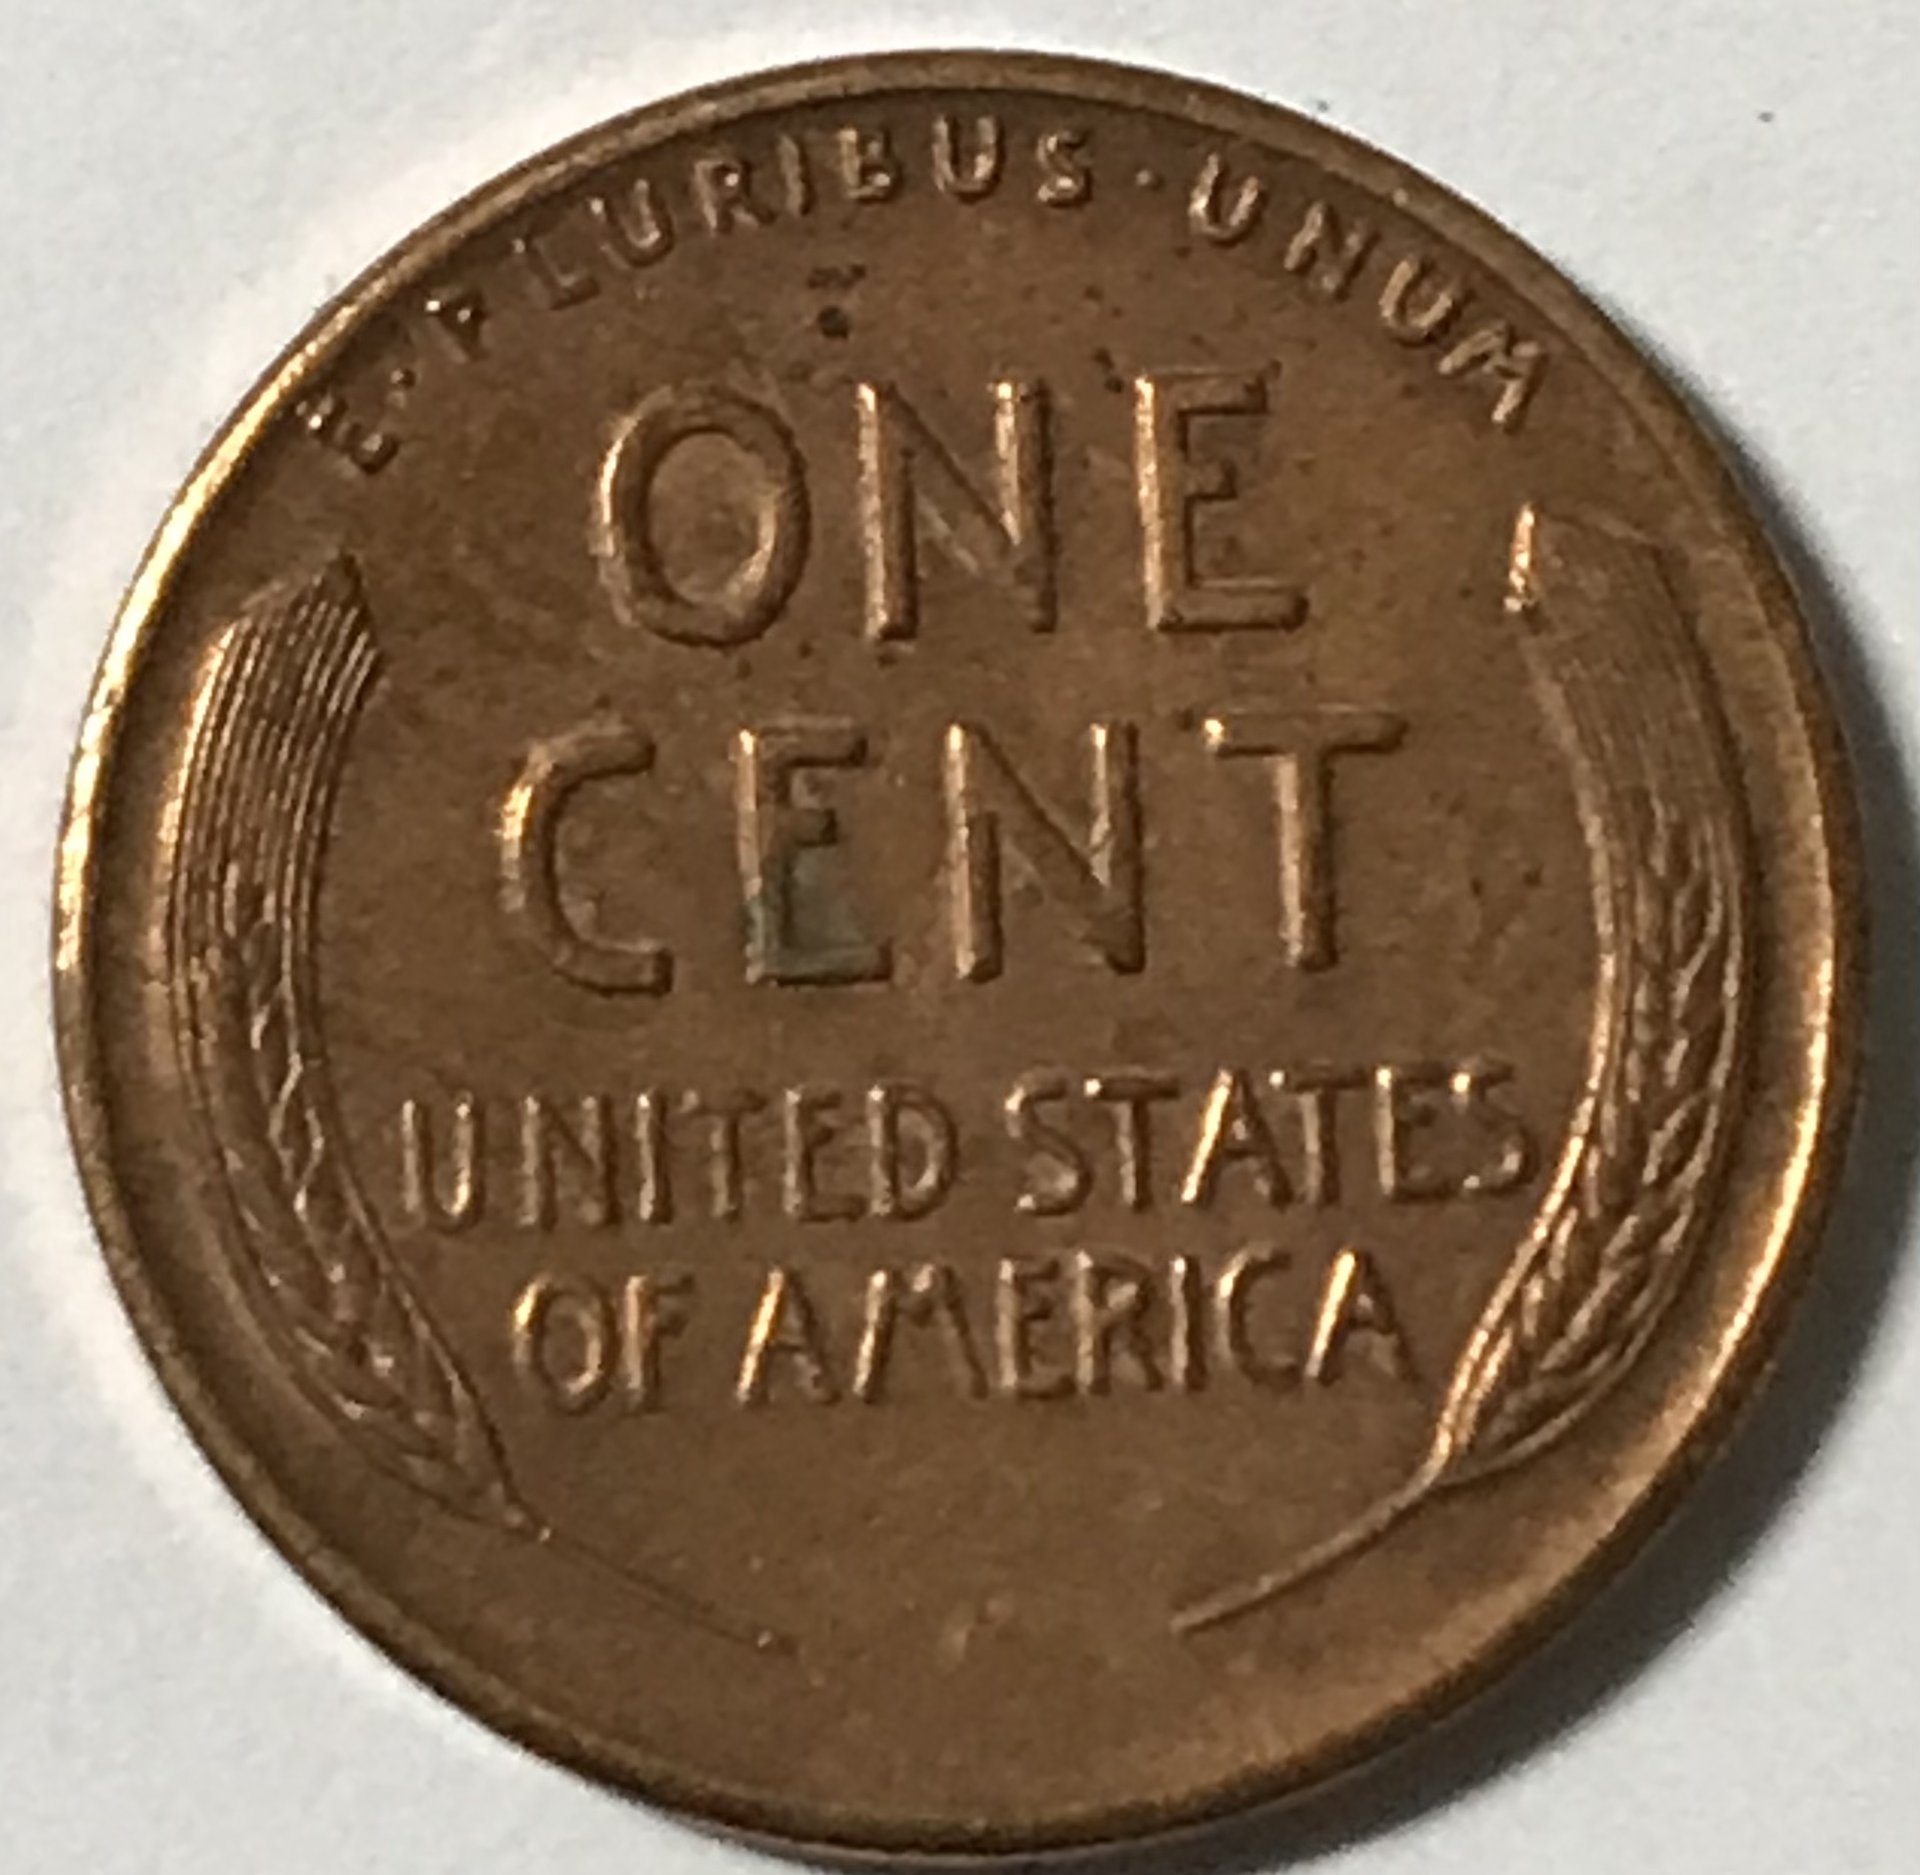 E·PLURIBUS·UNUM
ONE
CENT
UNITED STATES
OF AMERICA